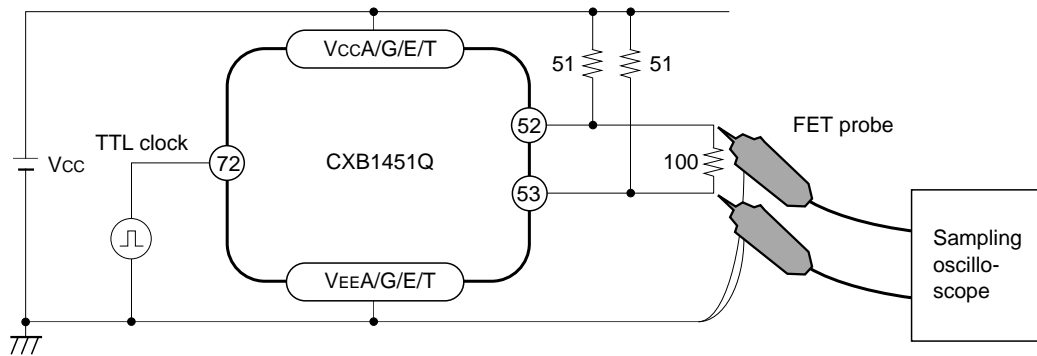 VCCA/G/E/T
51
51
TTL clock
52
FET probe
VCC
72
CXB1451Q
100
53
Sampling
oscillo-
scope
VEEA/G/E/T